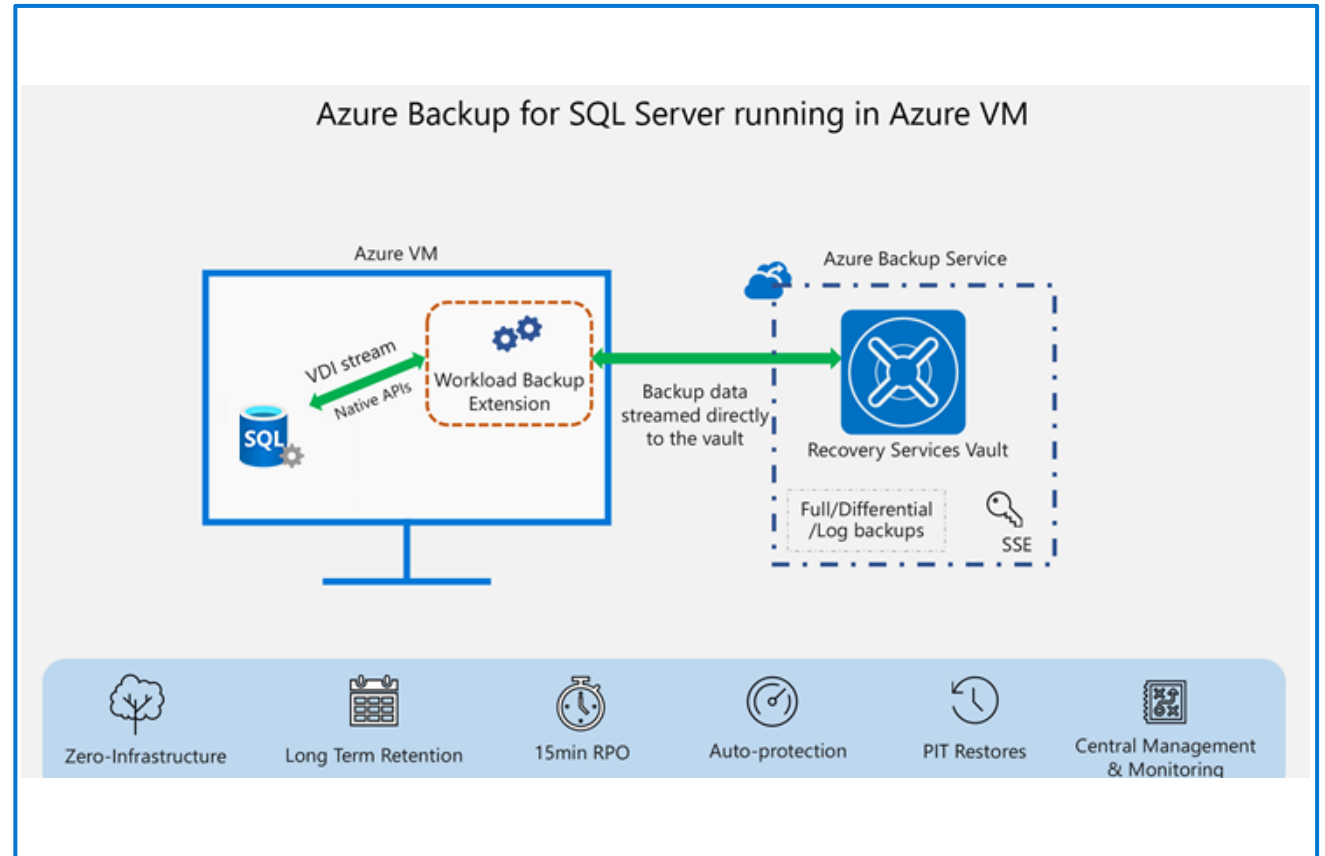 Azure Backup for SQL Server running in Azure VM
Azure VM
VDI stream
Native APIs
SQL
Workload Backup
Extension
Backup data
streamed directly
to the vault
Azure Backup Service
Recovery Services Vault
Full/Differential
/Log backups
SSE
Zero-Infrastructure
Long Term Retention
15min RPO
Auto-protection
PIT Restores
Central Management
& Monitoring